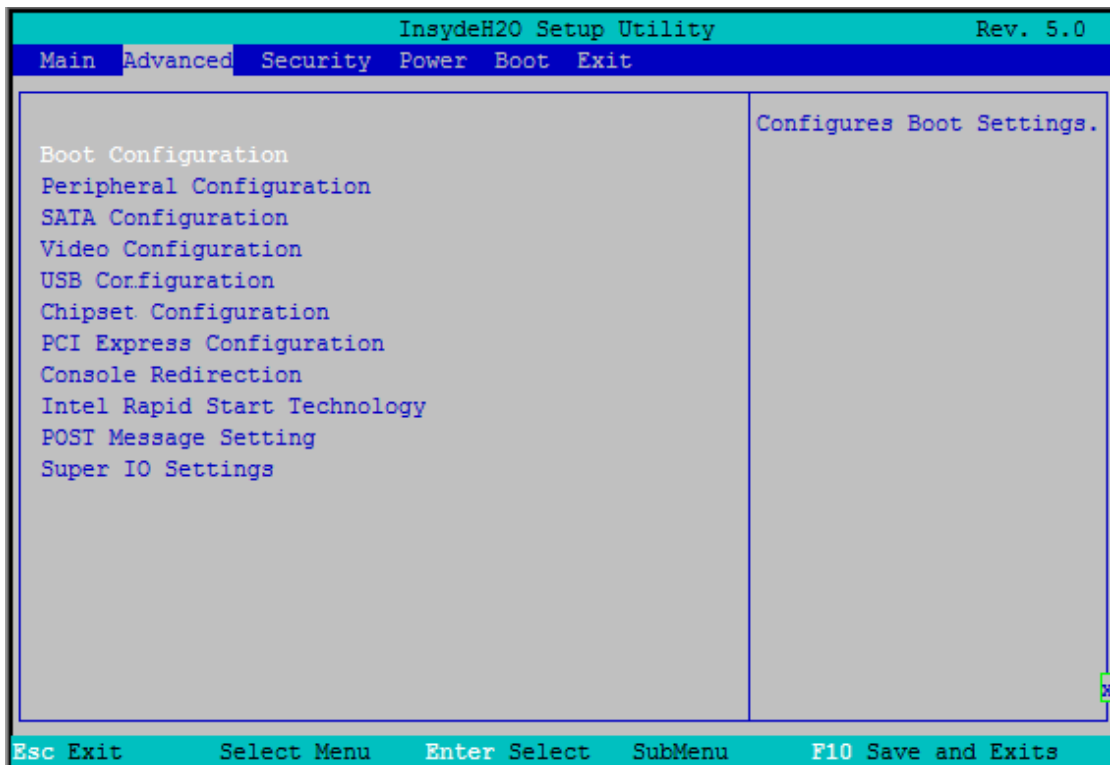 InsydeH2O Setup Utility Rev. 5.0
Main Advanced Security Power Boot Exit
Configures Boot Settings.
Boot Configuration
Peripheral Configuration
SATA Configuration
Video Configuration
USB Configuration
Chipset Configuration
PCI Express Configuration
Console Redirection
Intel Rapid Start Technology
POST Message Setting
Super IO Settings
Esc Exit Select Menu Enter Select SubMenu F10 Save and Exits